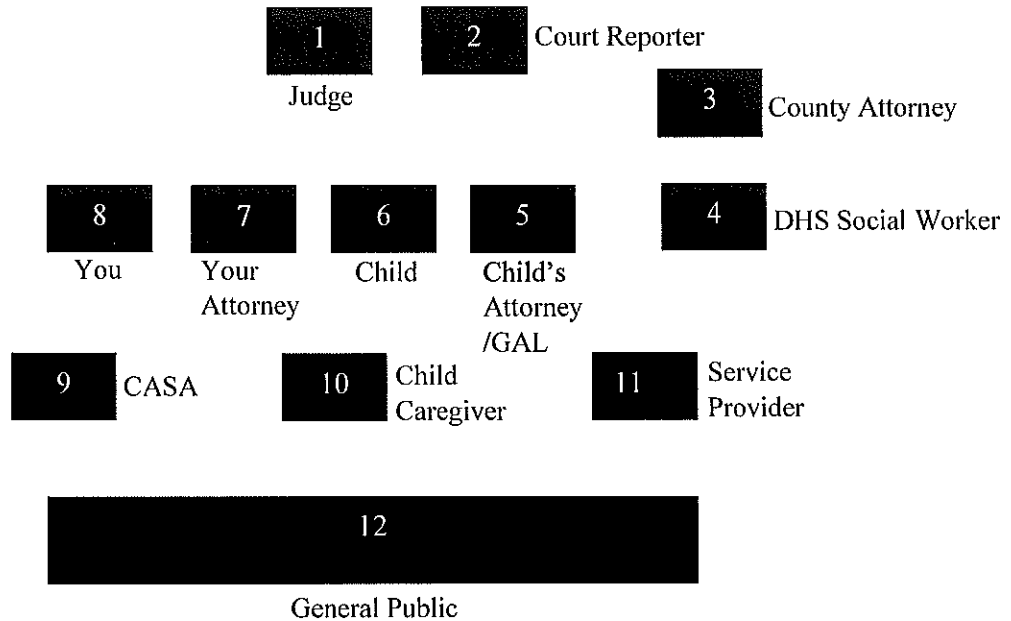 1
Judge
2
Court Reporter
3
County Attorney
8
You
7
Your
Attorney
6
Child
5
Child's
Attorney
/GAL
4
DHS Social Worker
9
CASA
10
Child
Caregiver
11
Service
Provider
12
General Public